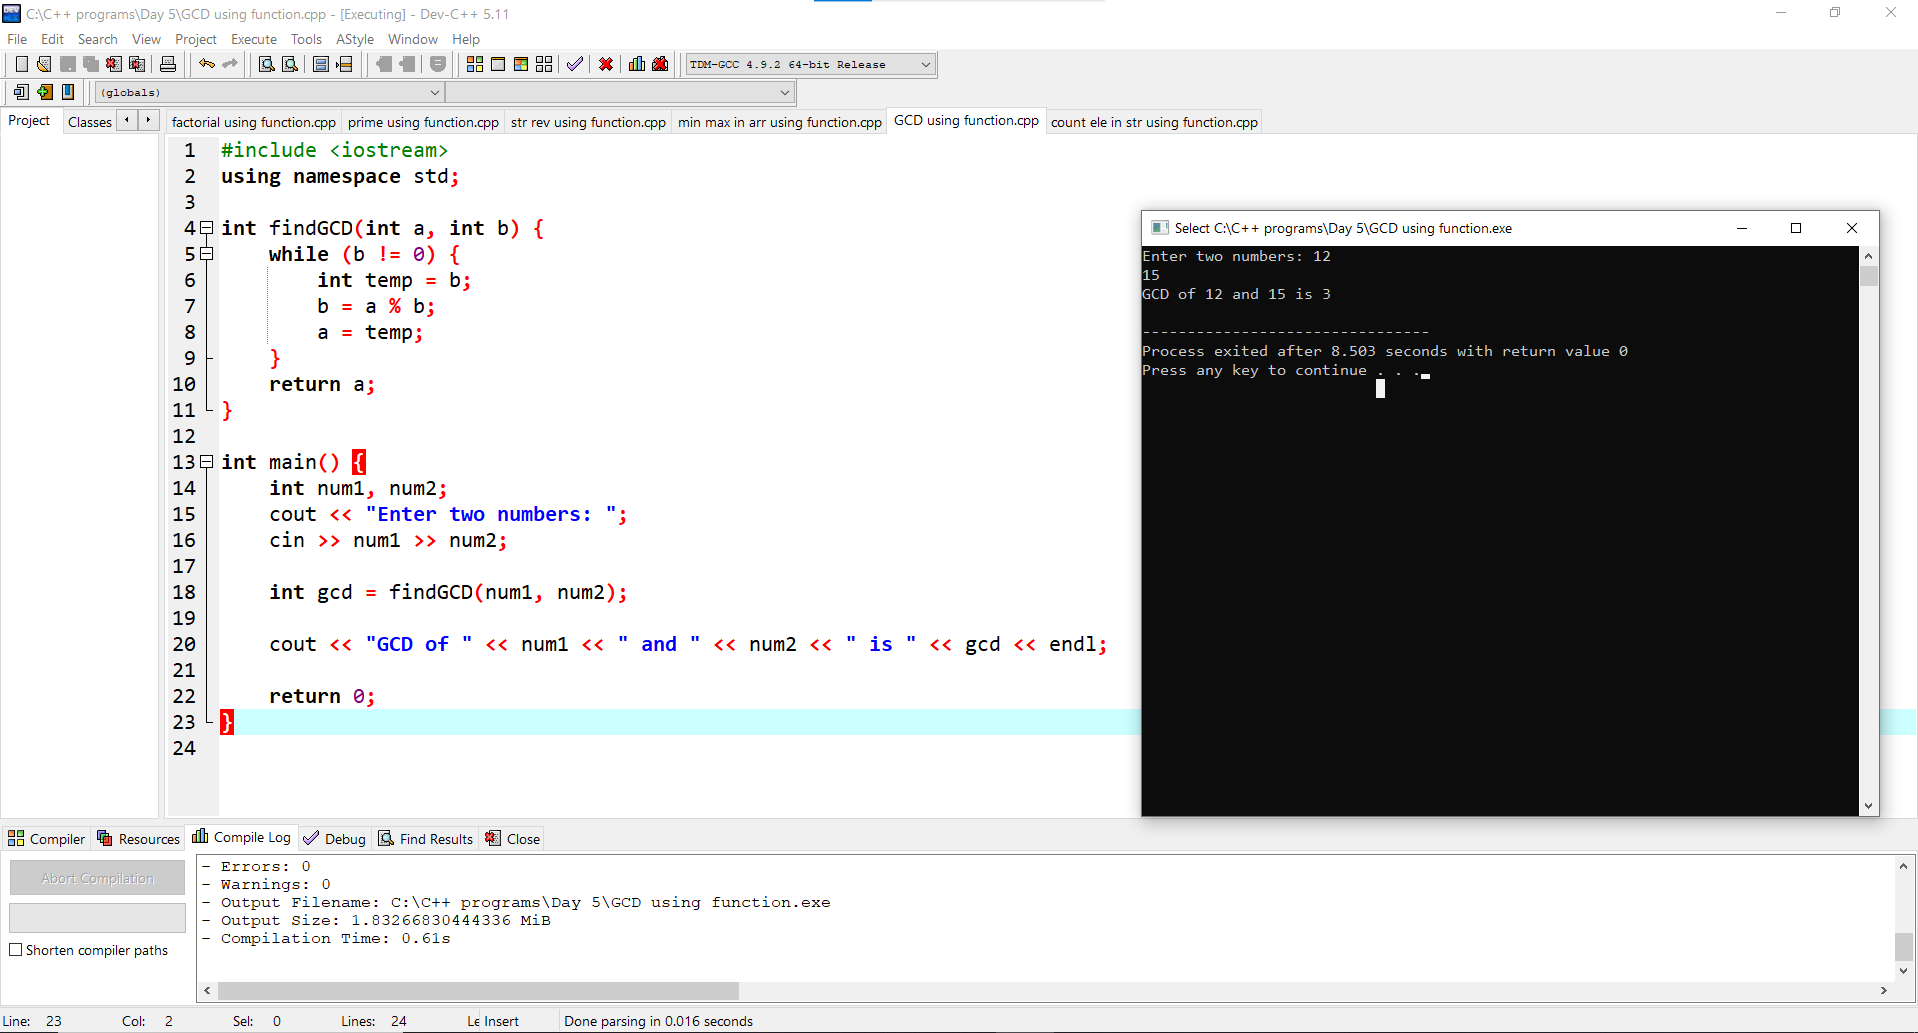 C:\C++ programs\Day 5\GCD using function.cpp - [Executing] - Dev-C++ 5.11
File Edit Search View Project Execute Tools AStyle Window Help
TDM-GCC 4.9.2 64-bit Release
(globals)
Project Classes
factorial using function.cpp prime using function.cpp str rev using function.cpp min max in arr using function.cpp GCD using function.cpp count ele in str using function.cpp
1 #include <iostream>
2 using namespace std;
3
4 int findGCD(int a, int b) {
5 while (b != 0) {
6 int temp = b;
7 b = a % b;
8 a = temp;
9 }
10 return a;
11 }
12
13 int main() {
14 int num1, num2;
15 cout << "Enter two numbers: ";
16 cin >> num1 >> num2;
17
18 int gcd = findGCD(num1, num2);
19
20 cout << "GCD of " << num1 << " and " << num2 << " is " << gcd << endl;
21
22 return 0;
23 }
24
Select C:\C++ programs\Day 5\GCD using function.exe
Enter two numbers: 12
15
GCD of 12 and 15 is 3
--------------------------------
Process exited after 8.503 seconds with return value 0
Press any key to continue . . .
Compiler Resources Compile Log Debug Find Results Close
Abort Compilation
Shorten compiler paths
- Errors: 0
- Warnings: 0
- Output Filename: C:\C++ programs\Day 5\GCD using function.exe
- Output Size: 1.83266830444336 MiB
- Compilation Time: 0.61s
Line: 23 Col: 2 Sel: 0 Lines: 24 Le Insert Done parsing in 0.016 seconds